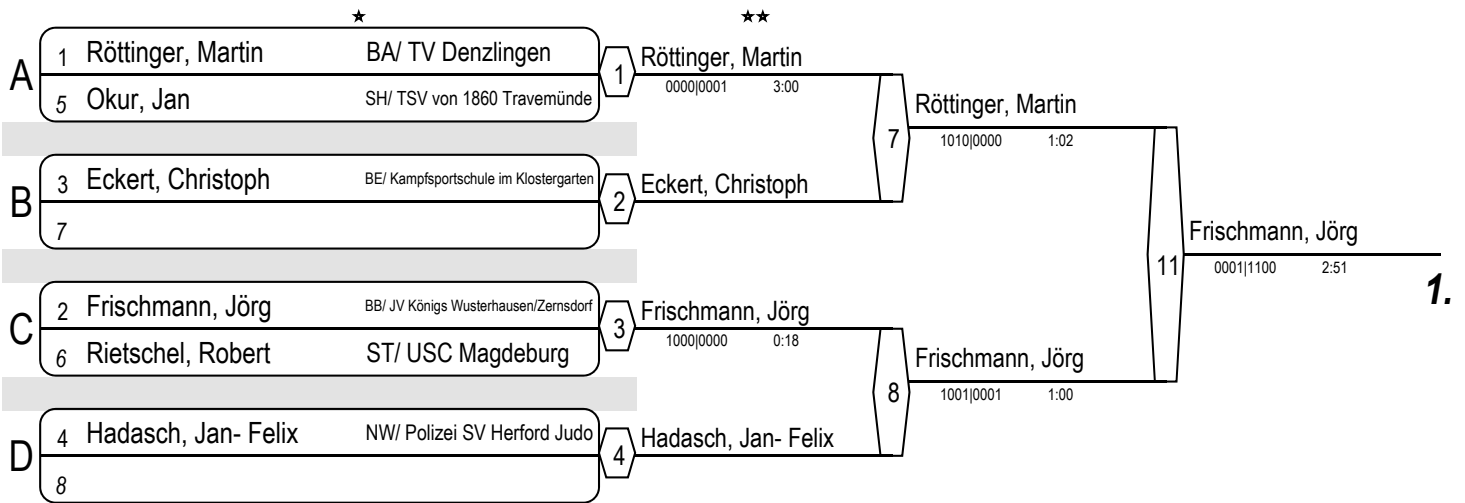 ★ ★★
A 1 Röttinger, Martin BA/ TV Denzlingen
5 Okur, Jan SH/ TSV von 1860 Travemünde
1 Röttinger, Martin
0000|0001 3:00
B 3 Eckert, Christoph BE/ Kampfsportschule im Klostergarten
7
2 Eckert, Christoph
7 Röttinger, Martin
1010|0000 1:02
C 2 Frischmann, Jörg BB/ JV Königs Wusterhausen/Zernsdorf
6 Rietschel, Robert ST/ USC Magdeburg
3 Frischmann, Jörg
1000|0000 0:18
D 4 Hadasch, Jan- Felix NW/ Polizei SV Herford Judo
8
4 Hadasch, Jan- Felix
8 Frischmann, Jörg
1001|0001 1:00
11 Frischmann, Jörg
0001|1100 2:51
1.